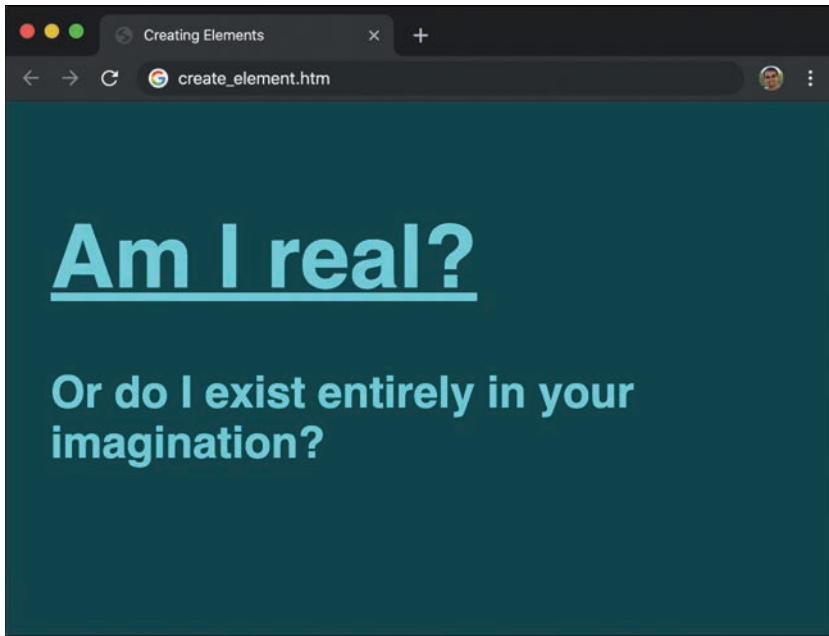 Creating Elements
create_element.htm
Am I real?
Or do I exist entirely in your
imagination?